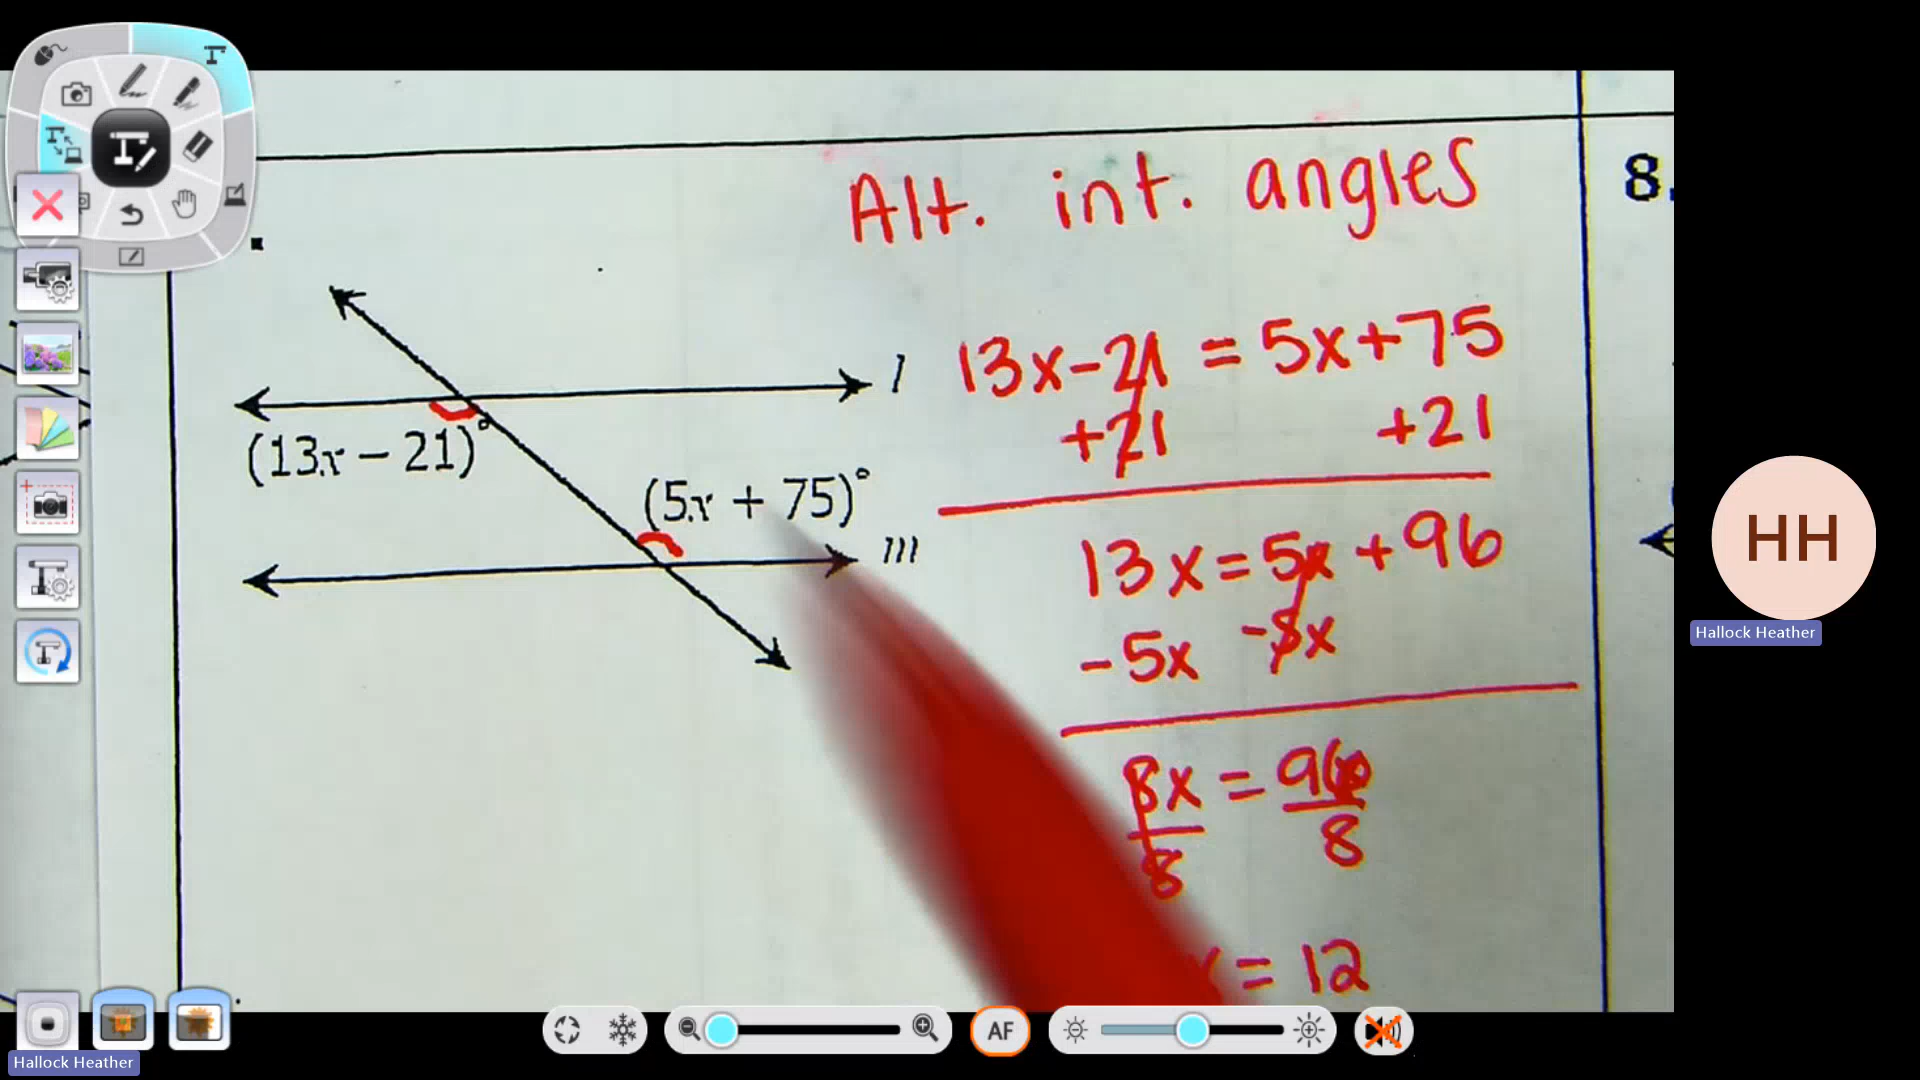 Alt. int. angles
8.
l
(13x – 21)°
(5x + 75)°
m
13x-21 = 5x+75
+21 +21
13x = 5x + 96
-5x -5x
8x = 96
8 8
x = 12
AF
HH
Hallock Heather
Hallock Heather